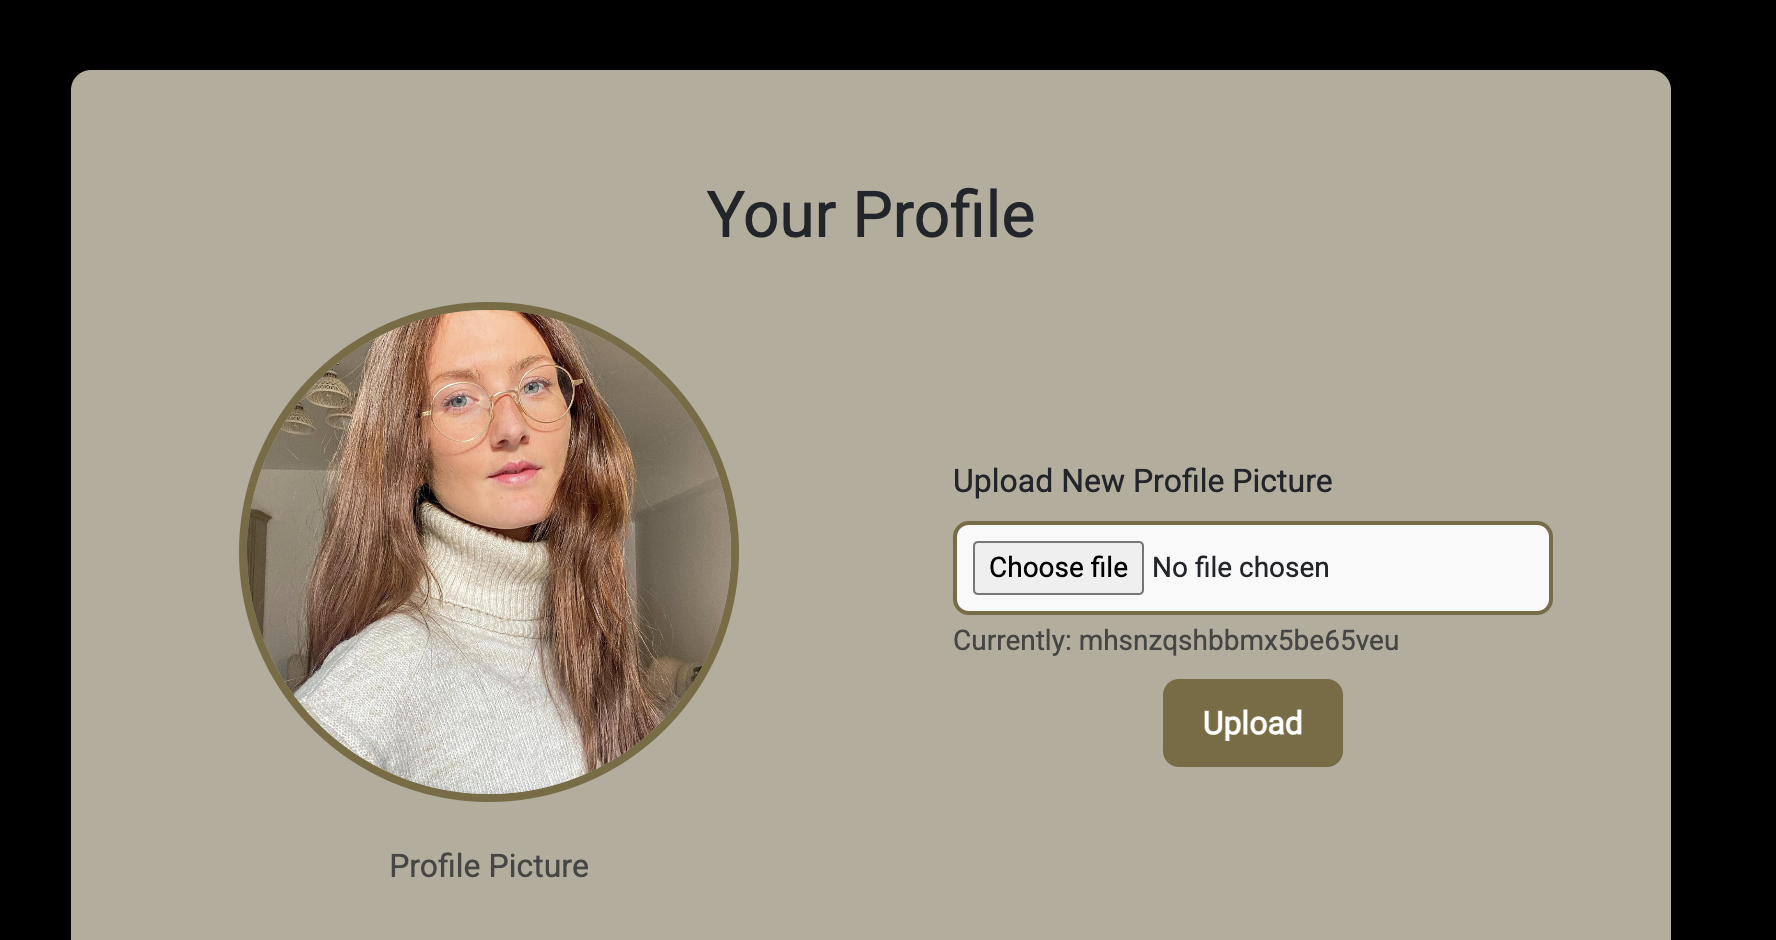 Your Profile
Upload New Profile Picture
Choose file No file chosen
Currently: mhsnzqshbbmx5be65veu
Upload
Profile Picture